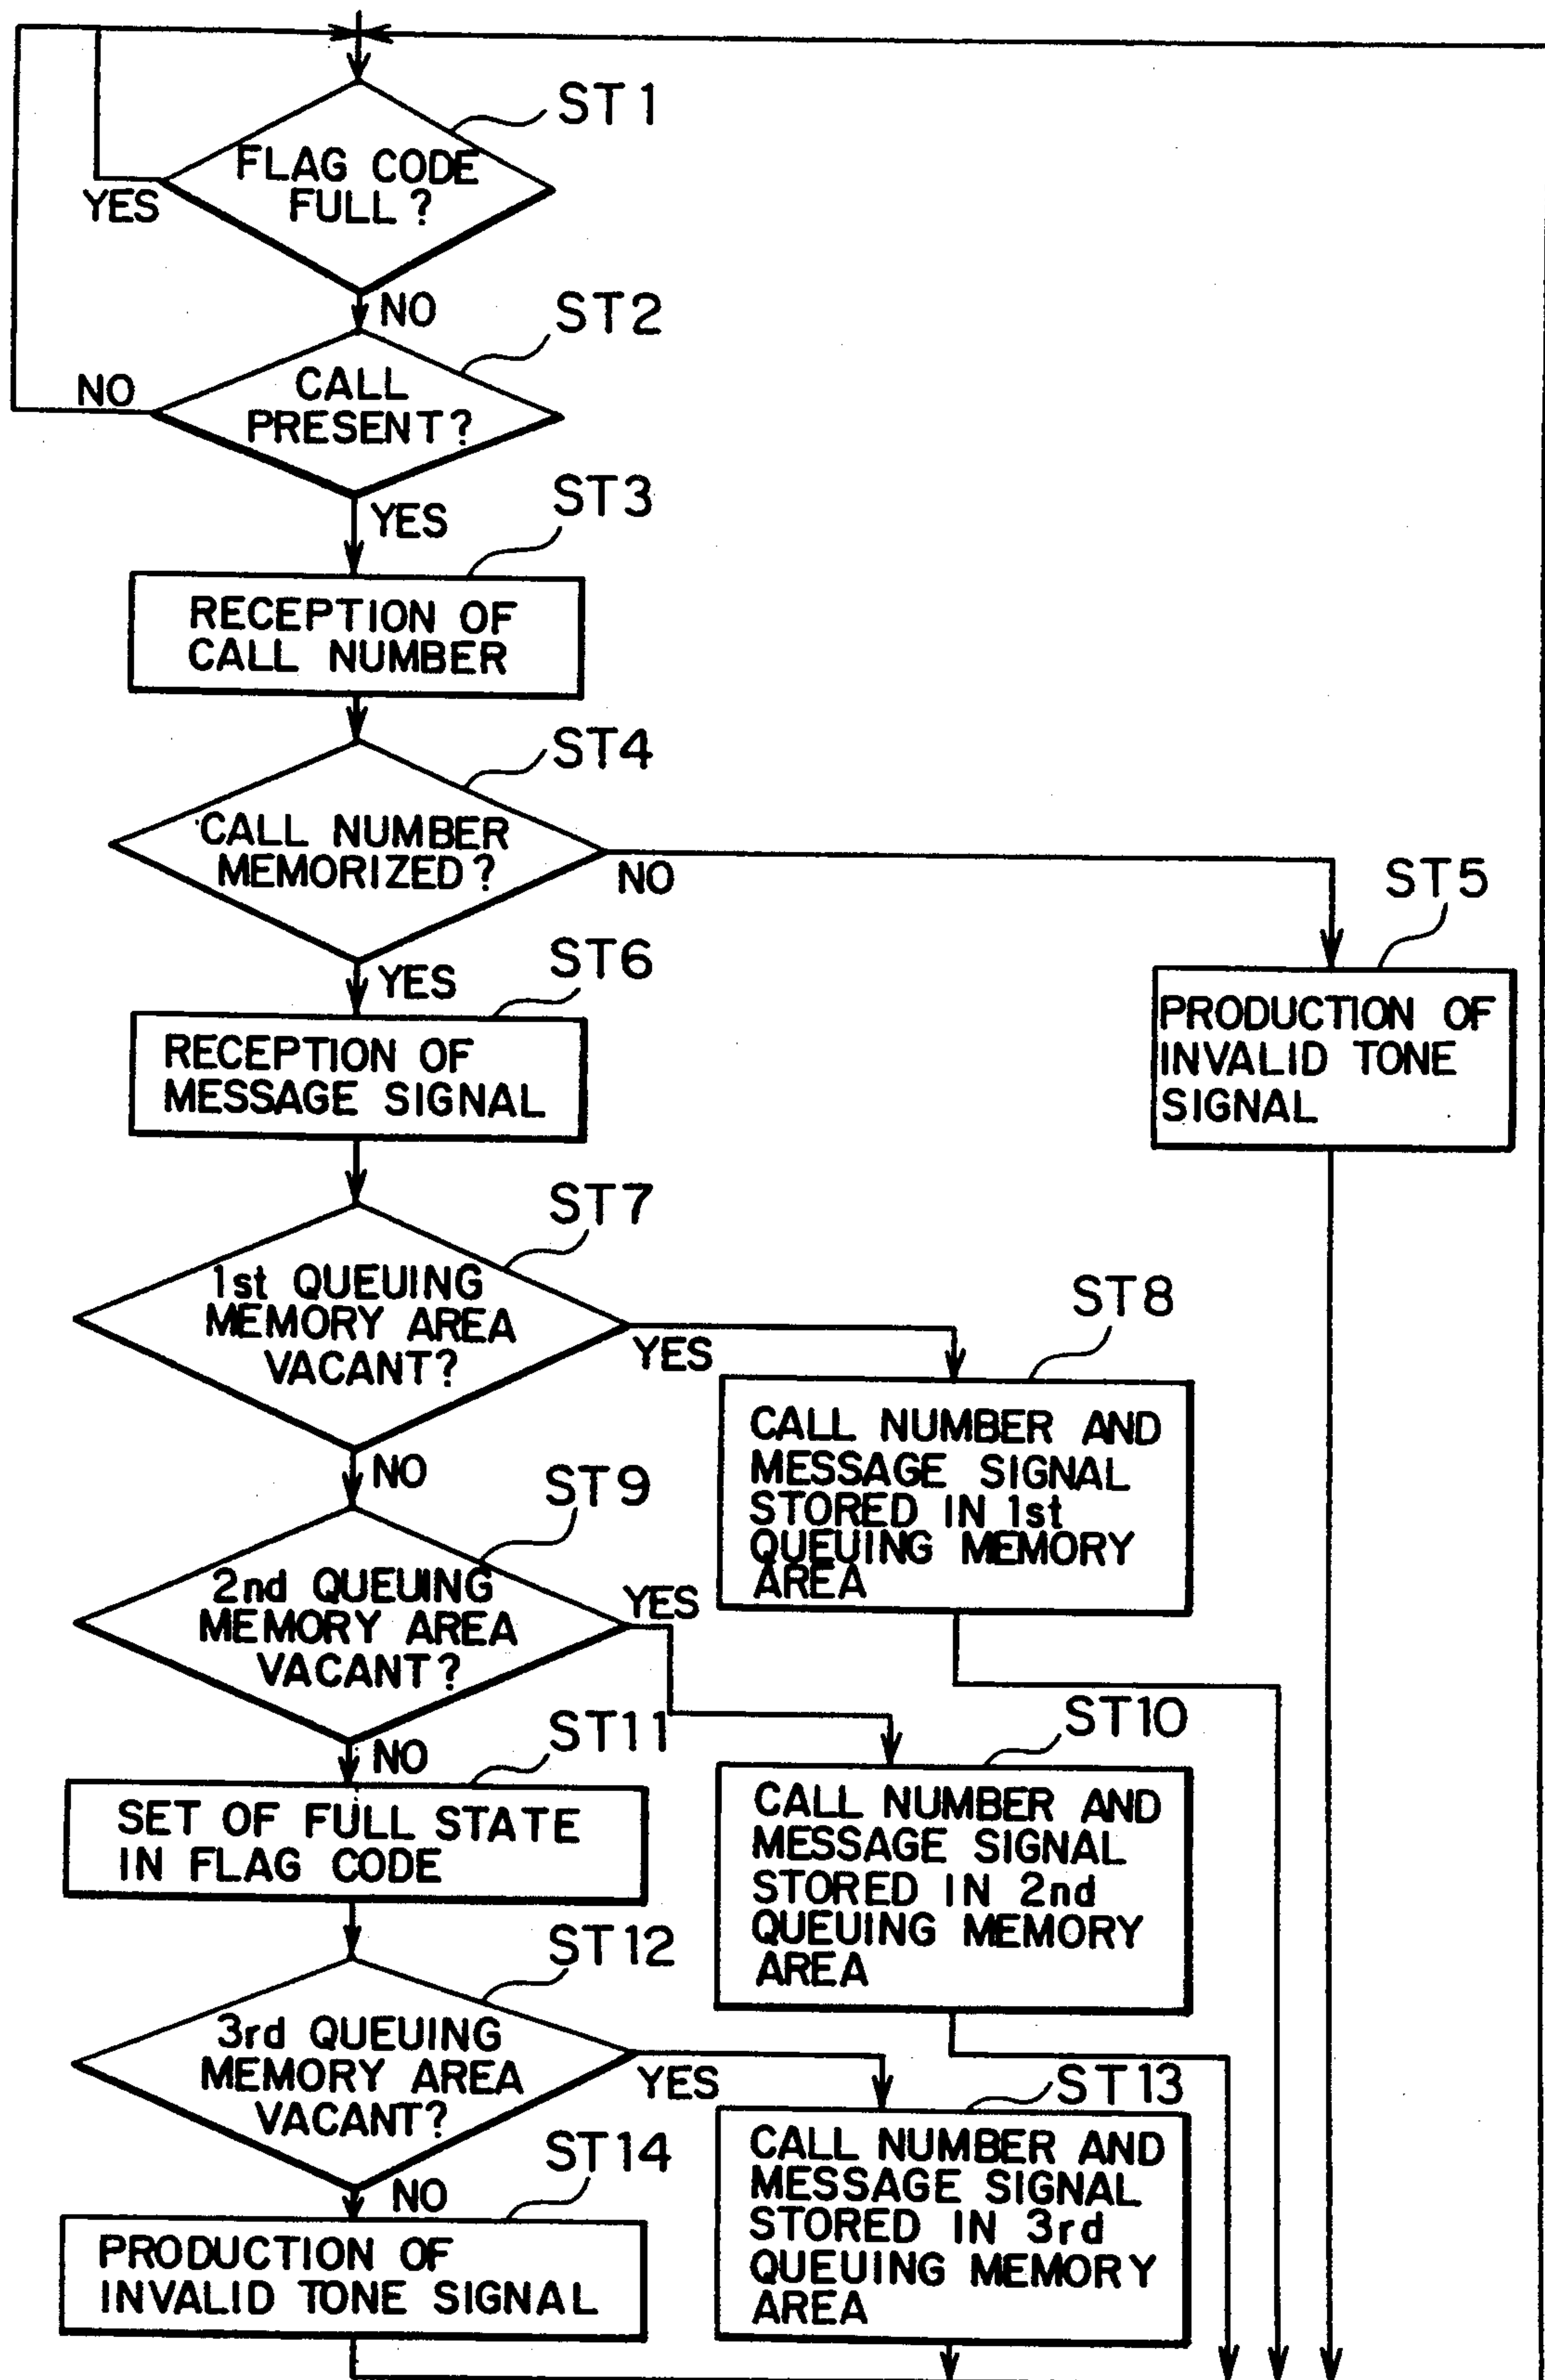 ST1
FLAG CODE
FULL?
YES
NO
ST2
CALL
PRESENT?
NO
YES
ST3
RECEPTION OF
CALL NUMBER
ST4
CALL NUMBER
MEMORIZED?
NO
YES
ST5
PRODUCTION OF
INVALID TONE
SIGNAL
ST6
RECEPTION OF
MESSAGE SIGNAL
ST7
1st QUEUING
MEMORY AREA
VACANT?
YES
NO
ST8
CALL NUMBER AND
MESSAGE SIGNAL
STORED IN 1st
QUEUING MEMORY
AREA
ST9
2nd QUEUING
MEMORY AREA
VACANT?
YES
NO
ST10
CALL NUMBER AND
MESSAGE SIGNAL
STORED IN 2nd
QUEUING MEMORY
AREA
ST11
SET OF FULL STATE
IN FLAG CODE
ST12
3rd QUEUING
MEMORY AREA
VACANT?
YES
NO
ST13
CALL NUMBER AND
MESSAGE SIGNAL
STORED IN 3rd
QUEUING MEMORY
AREA
ST14
PRODUCTION OF
INVALID TONE SIGNAL